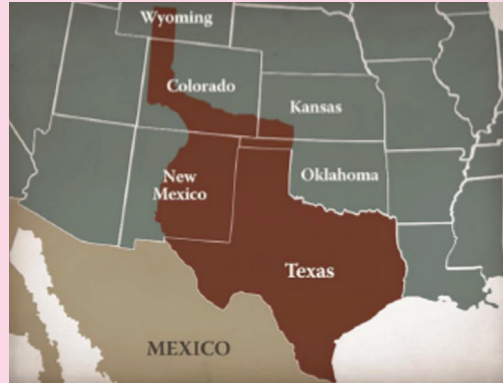 Wyoming
Colorado
Kansas
New
Mexico
Oklahoma
Texas
MEXICO